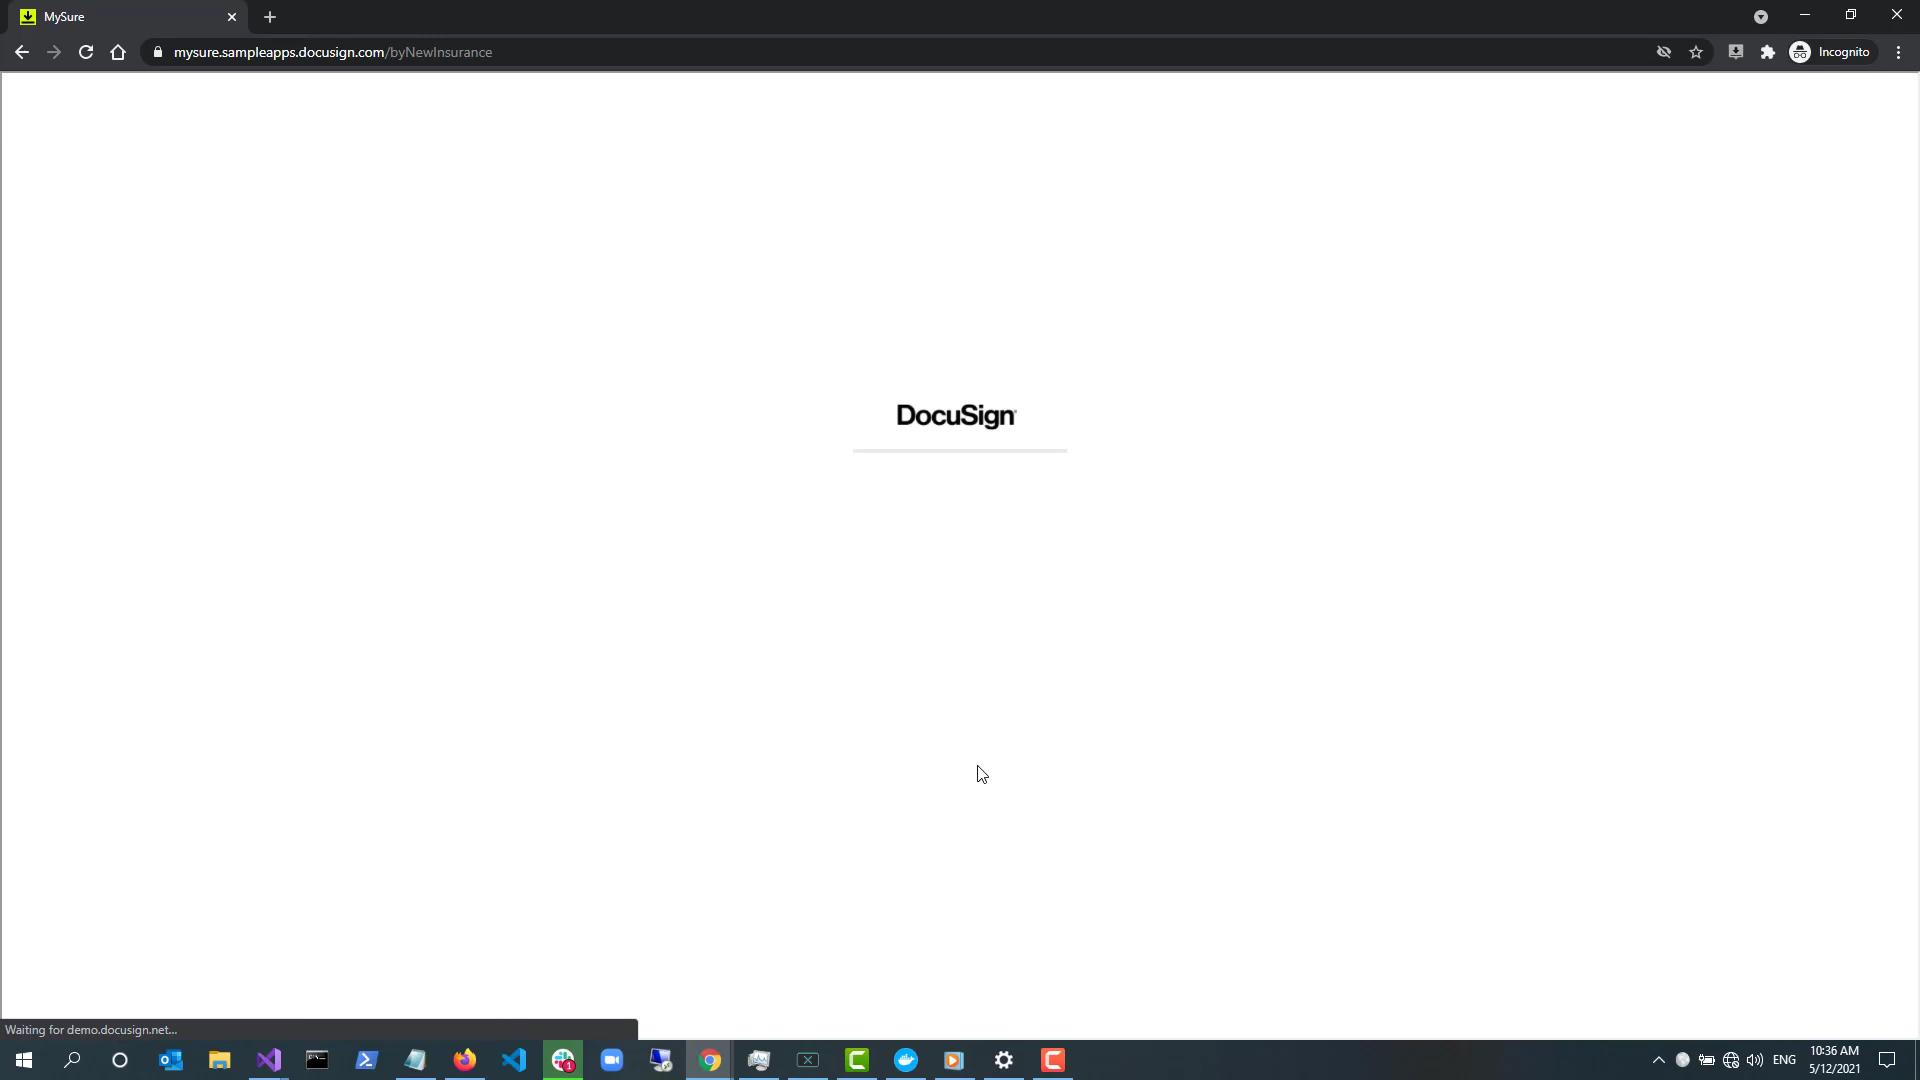 MySure
mysure.sampleapps.docusign.com/byNewInsurance
Incognito
DocuSign
Waiting for demo.docusign.net...
1
ENG
10:36 AM
5/12/2021